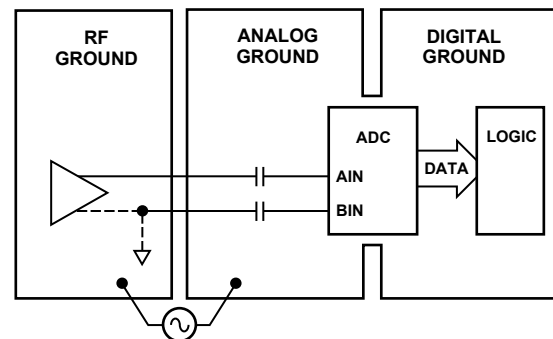 RF
GROUND
ANALOG
GROUND
DIGITAL
GROUND
ADC
AIN
BIN
DATA
LOGIC